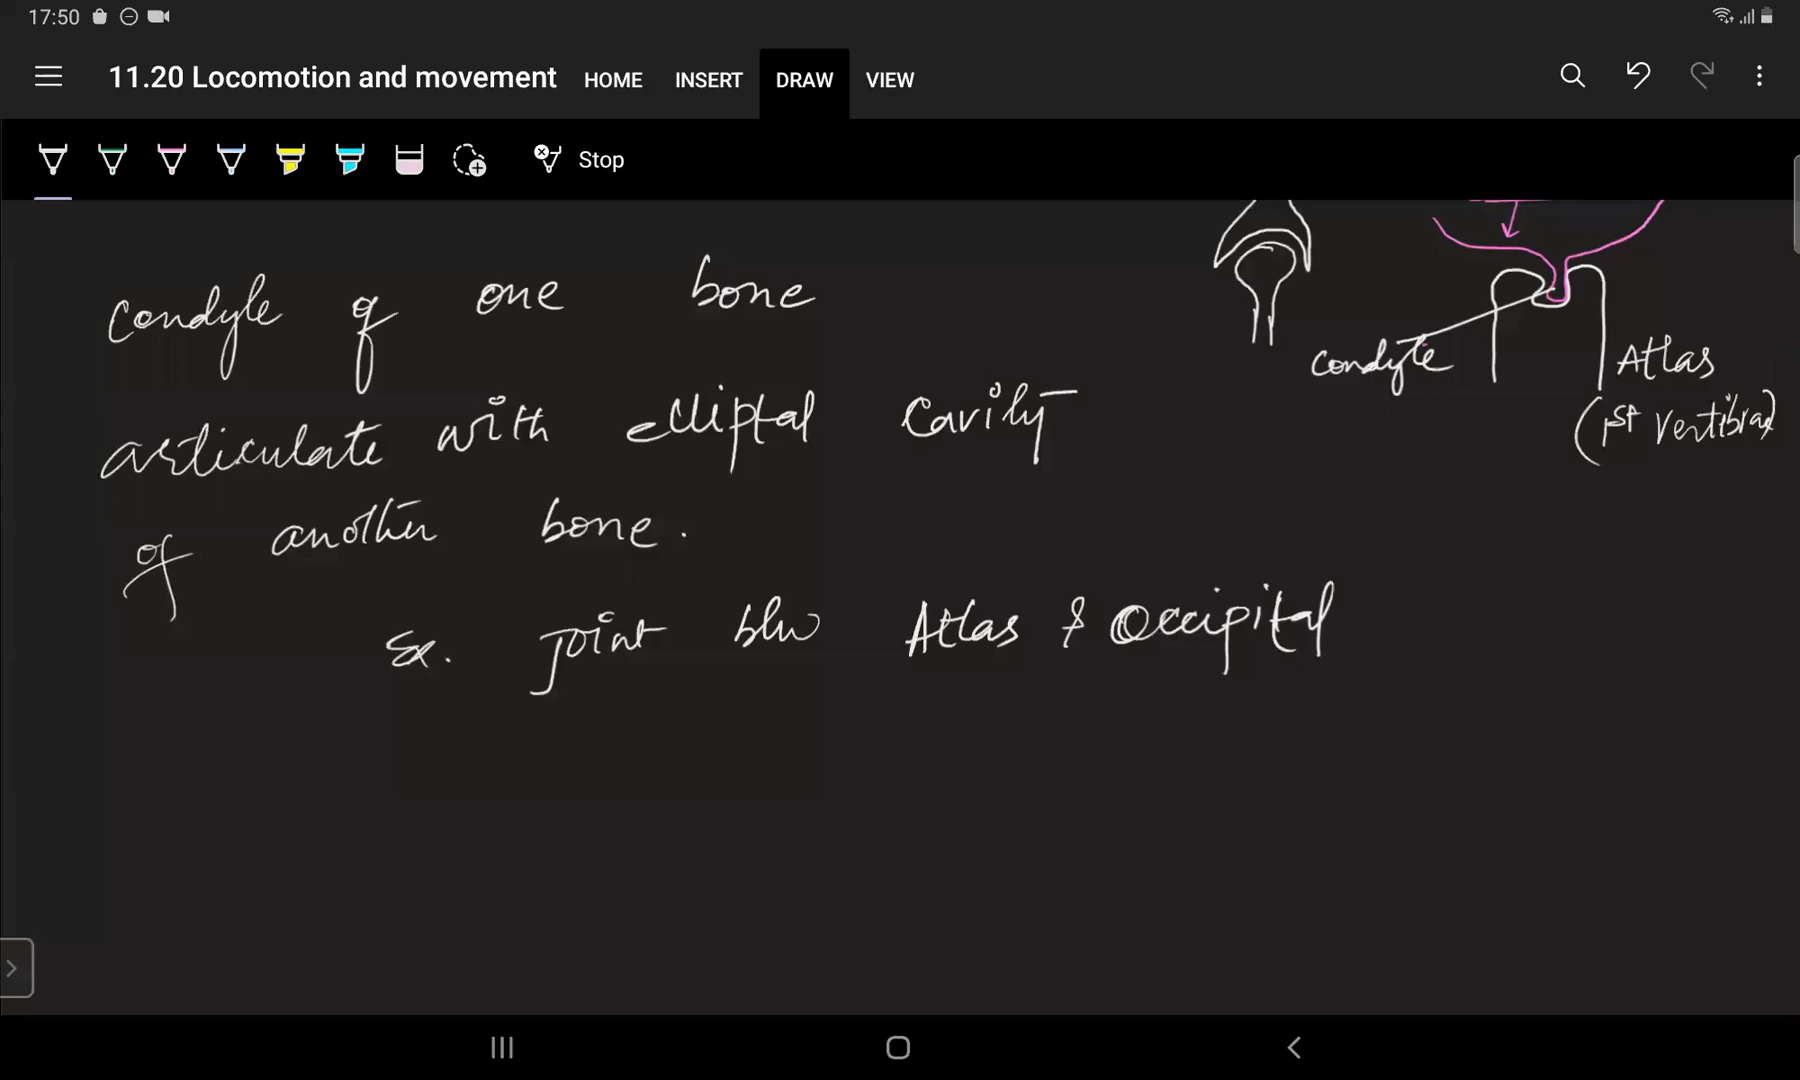 17:50
11.20 Locomotion and movement HOME INSERT DRAW VIEW
Stop
Condyle of one bone
articulate with elliptal cavity
of another bone.
Ex. joint b/w Atlas & Occipital
Condyle
Atlas
(1st vertibra)